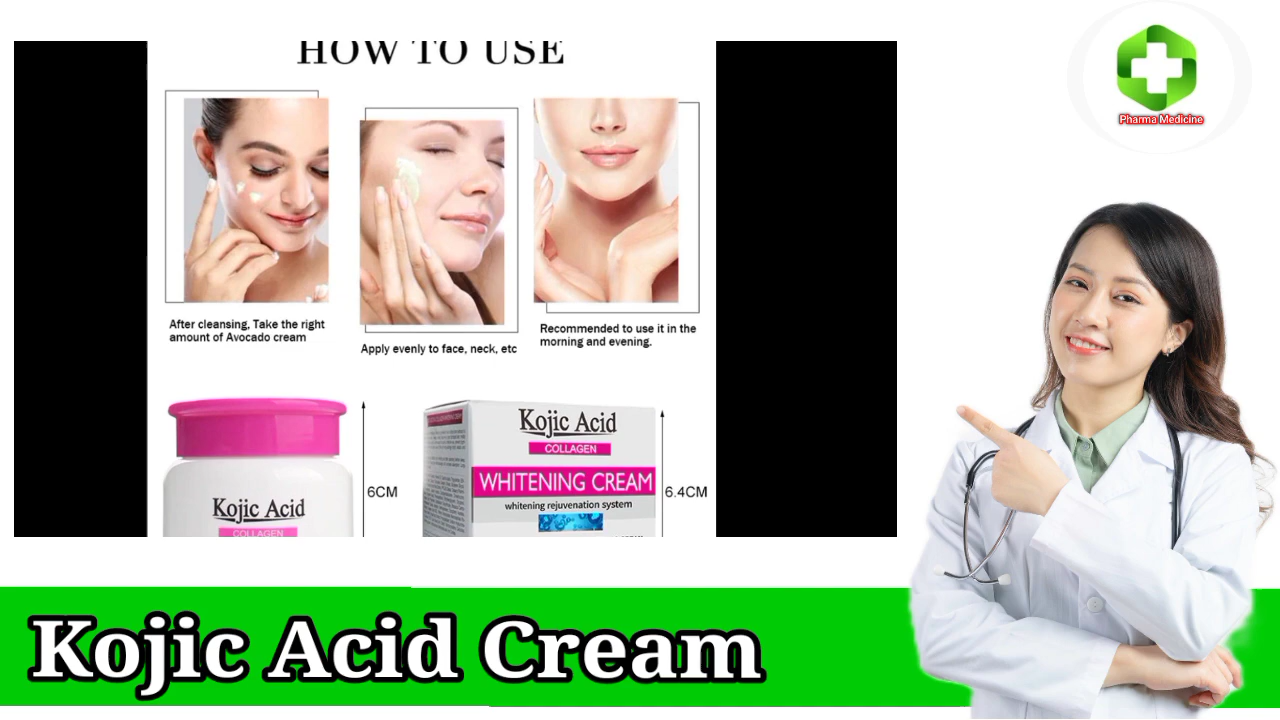 HOW TO USE
Pharma Medicine
After cleansing, Take the right
amount of Avocado cream
Apply evenly to face, neck, etc
Recommended to use it in the
morning and evening.
Kojic Acid
COLLAGEN
6CM
Kojic Acid
COLLAGEN
WHITENING CREAM
whitening rejuvenation system
6.4CM
Kojic Acid Cream